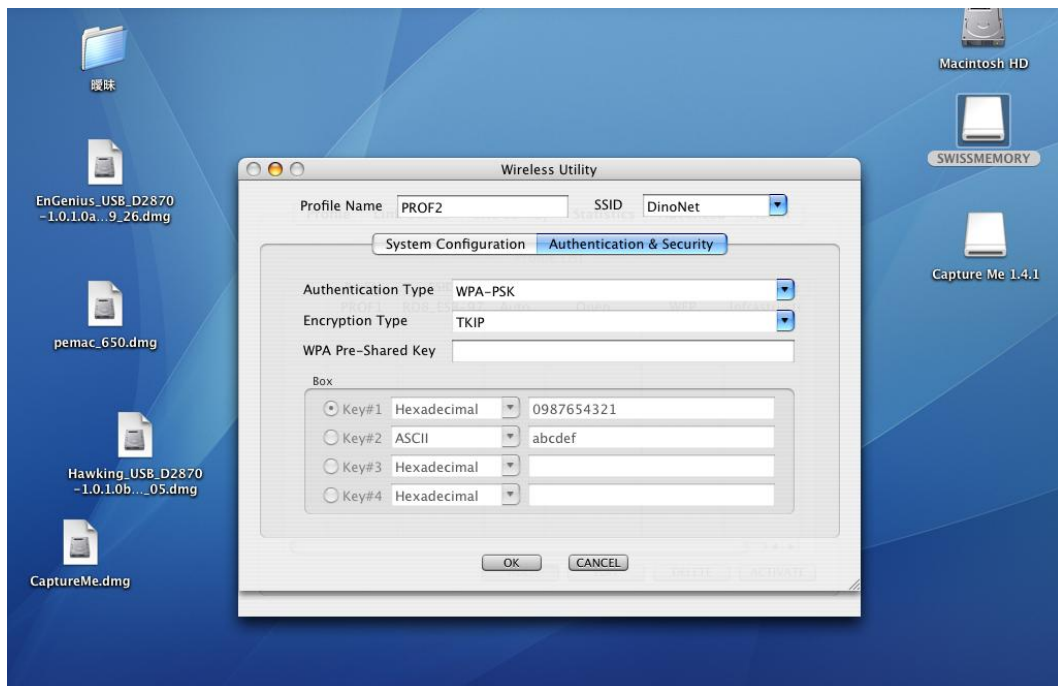 曖昧
EnGenius_USB_D2870
-1.0.1.0a...9_26.dmg
pemac_650.dmg
Hawking_USB_D2870
-1.0.1.0b..._05.dmg
CaptureMe.dmg
Macintosh HD
SWISSMEMORY
Capture Me 1.4.1
Wireless Utility
Profile Name PROF2 SSID DinoNet
System Configuration Authentication & Security
Authentication Type WPA-PSK
Encryption Type TKIP
WPA Pre-Shared Key
Box
Key#1 Hexadecimal 0987654321
Key#2 ASCII abcdef
Key#3 Hexadecimal
Key#4 Hexadecimal
OK CANCEL
DELETE ACTIVATE